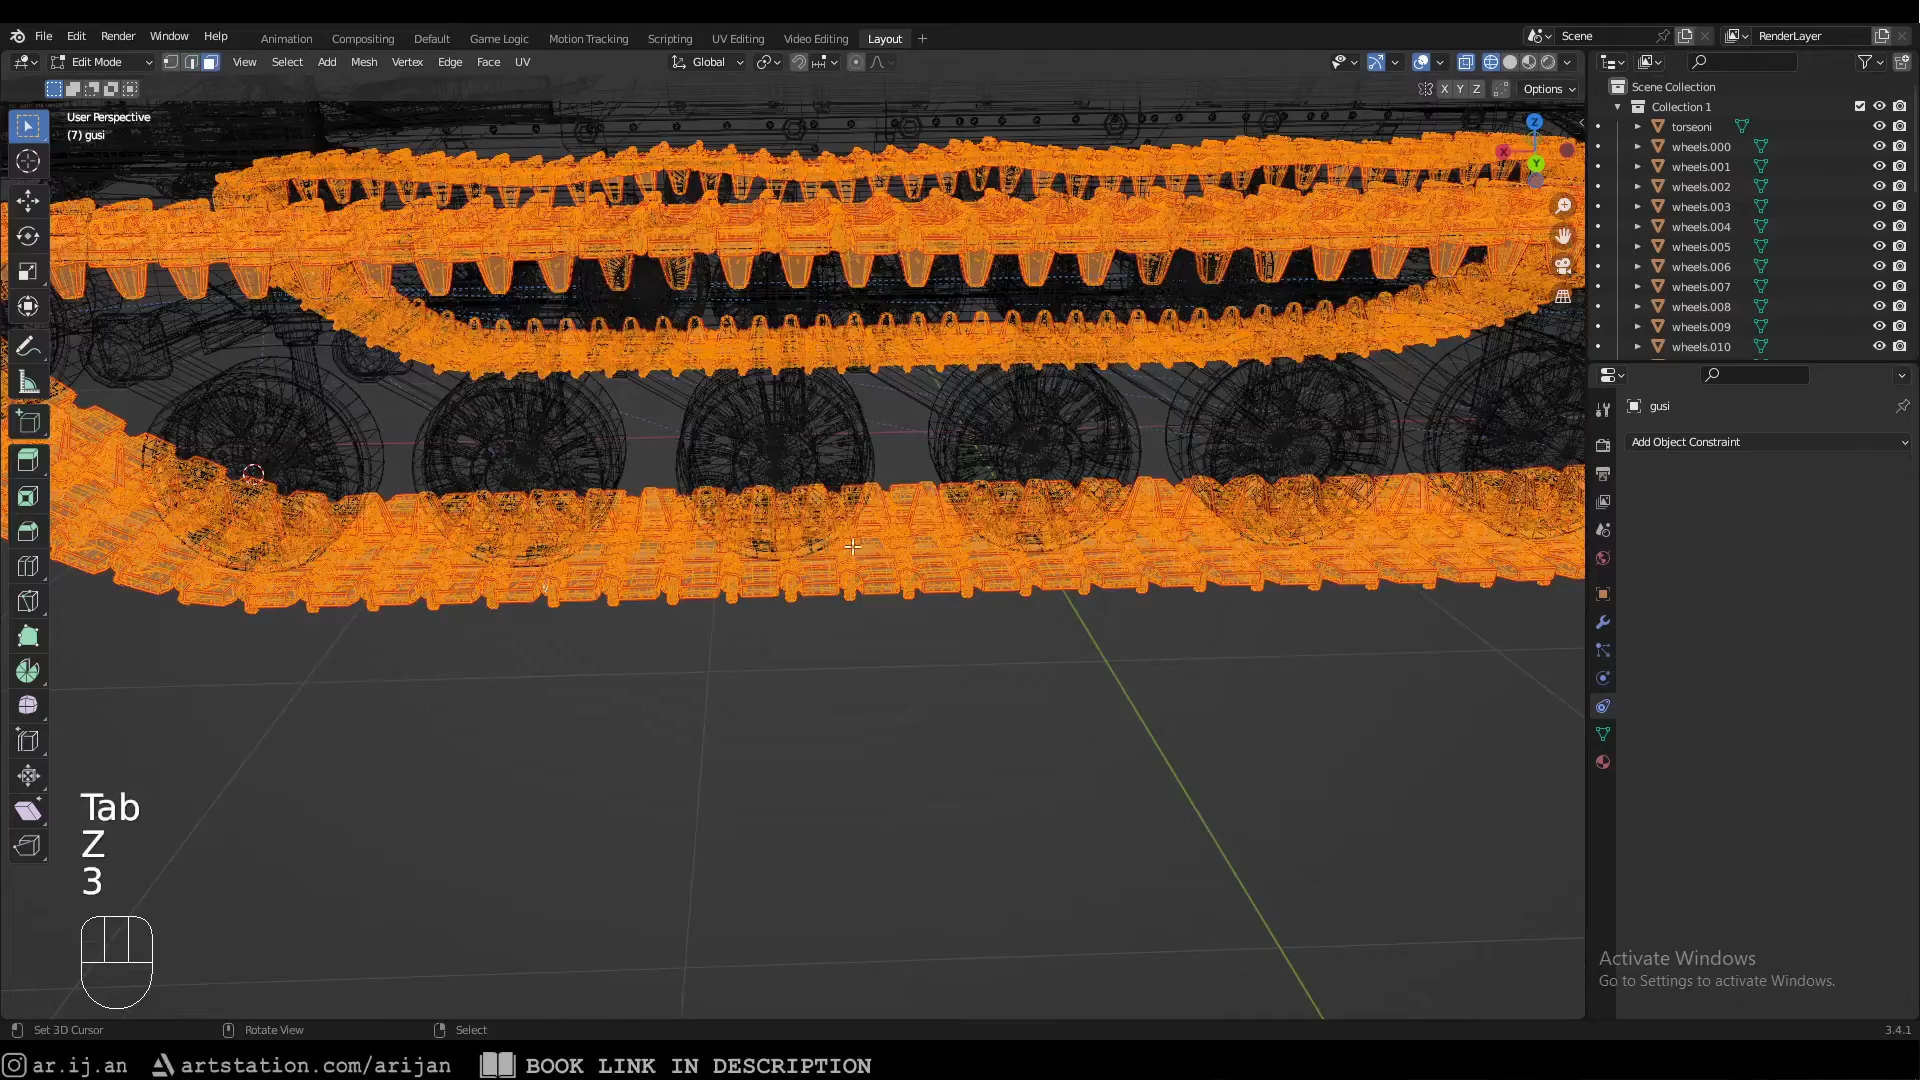 File Edit Render Window Help
Animation Compositing Default Game Logic Motion Tracking Scripting UV Editing Video Editing Layout
Scene
RenderLayer
Edit Mode
View Select Add Mesh Vertex Edge Face UV
Global
X Y Z
Options
User Perspective
(7) gusi
Z
X
Y
Scene Collection
Collection 1
torseoni
wheels.000
wheels.001
wheels.002
wheels.003
wheels.004
wheels.005
wheels.006
wheels.007
wheels.008
wheels.009
wheels.010
gusi
Add Object Constraint
Tab
Z
3
Activate Windows
Go to Settings to activate Windows.
Set 3D Cursor
Rotate View
Select
3.4.1
ar.ij.an
artstation.com/arijan
BOOK LINK IN DESCRIPTION